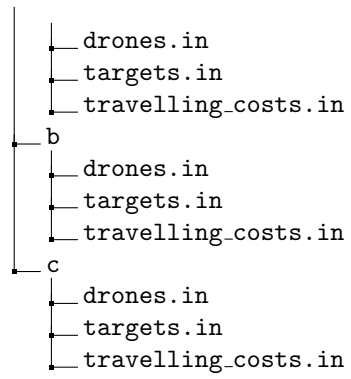 drones.in
targets.in
travelling_costs.in
b
drones.in
targets.in
travelling_costs.in
c
drones.in
targets.in
travelling_costs.in